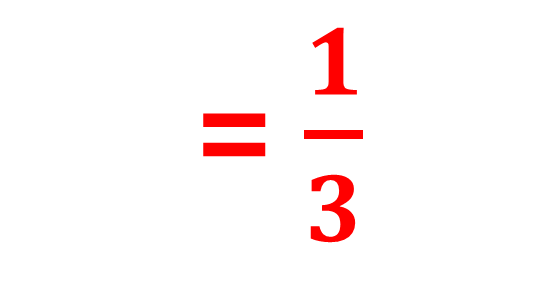 = 1/3